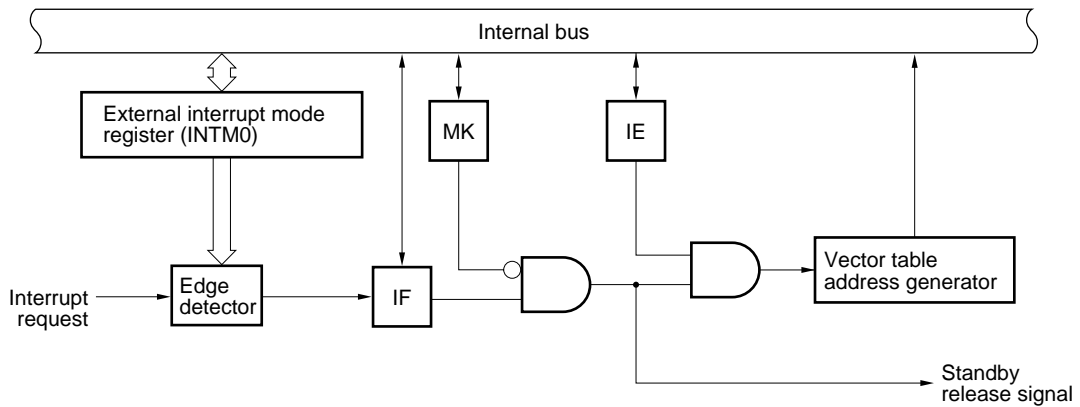 Internal bus
External interrupt mode
register (INTM0)
MK
IE
Vector table
address generator
Interrupt
request
Edge
detector
IF
Standby
release signal